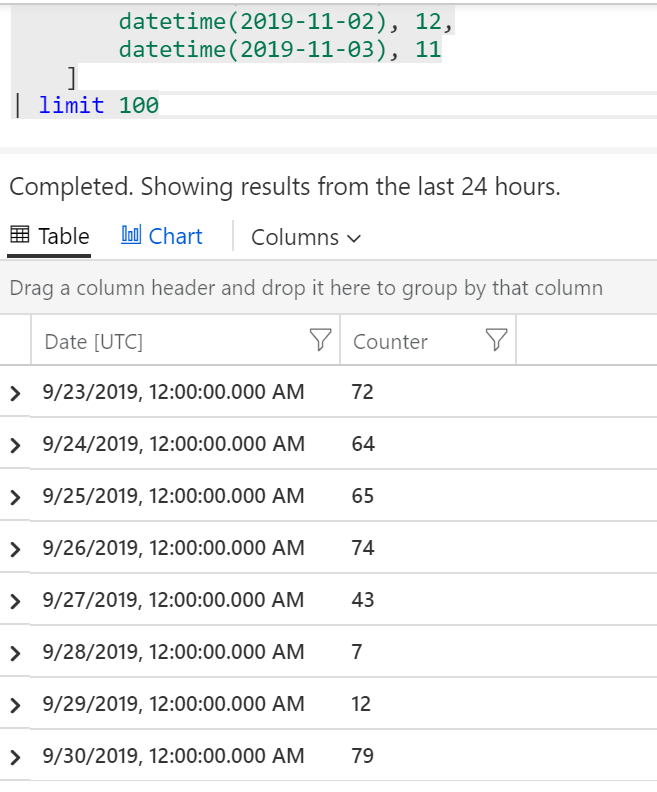 datetime(2019-11-02), 12,
datetime(2019-11-03), 11
]
| limit 100
Completed. Showing results from the last 24 hours.
Table Chart Columns
Drag a column header and drop it here to group by that column
Date [UTC] Counter
9/23/2019, 12:00:00.000 AM 72
9/24/2019, 12:00:00.000 AM 64
9/25/2019, 12:00:00.000 AM 65
9/26/2019, 12:00:00.000 AM 74
9/27/2019, 12:00:00.000 AM 43
9/28/2019, 12:00:00.000 AM 7
9/29/2019, 12:00:00.000 AM 12
9/30/2019, 12:00:00.000 AM 79